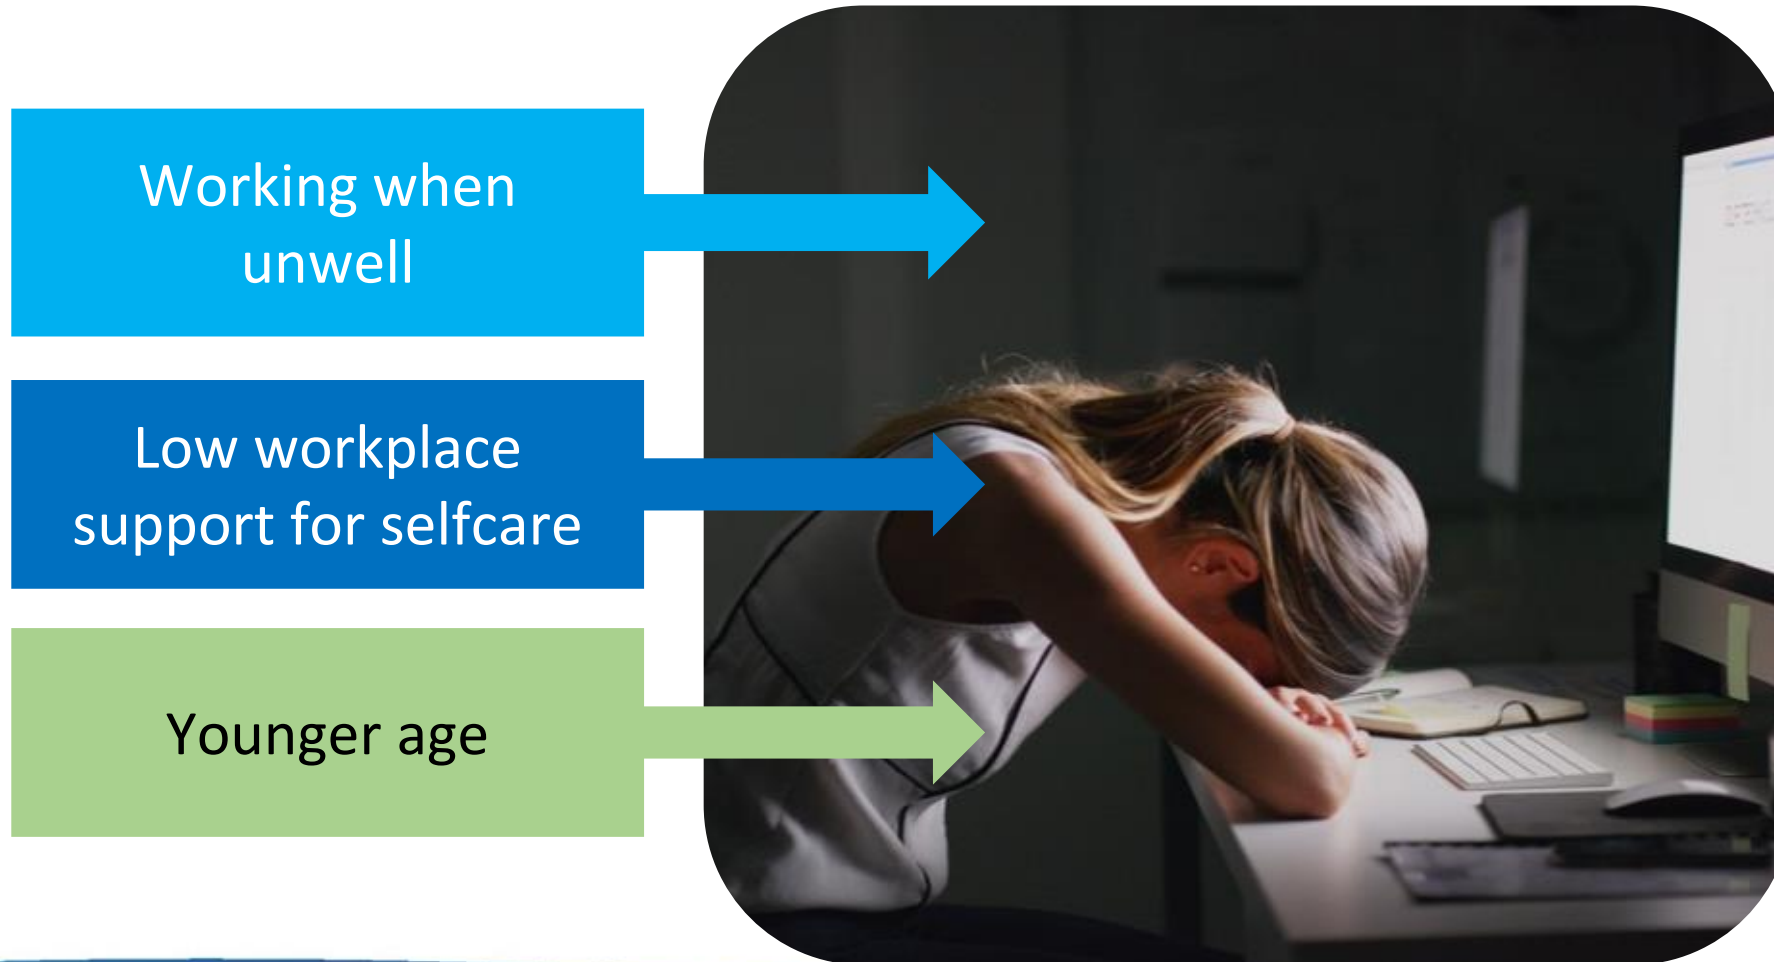 Working when
unwell
Low workplace
support for selfcare
Younger age